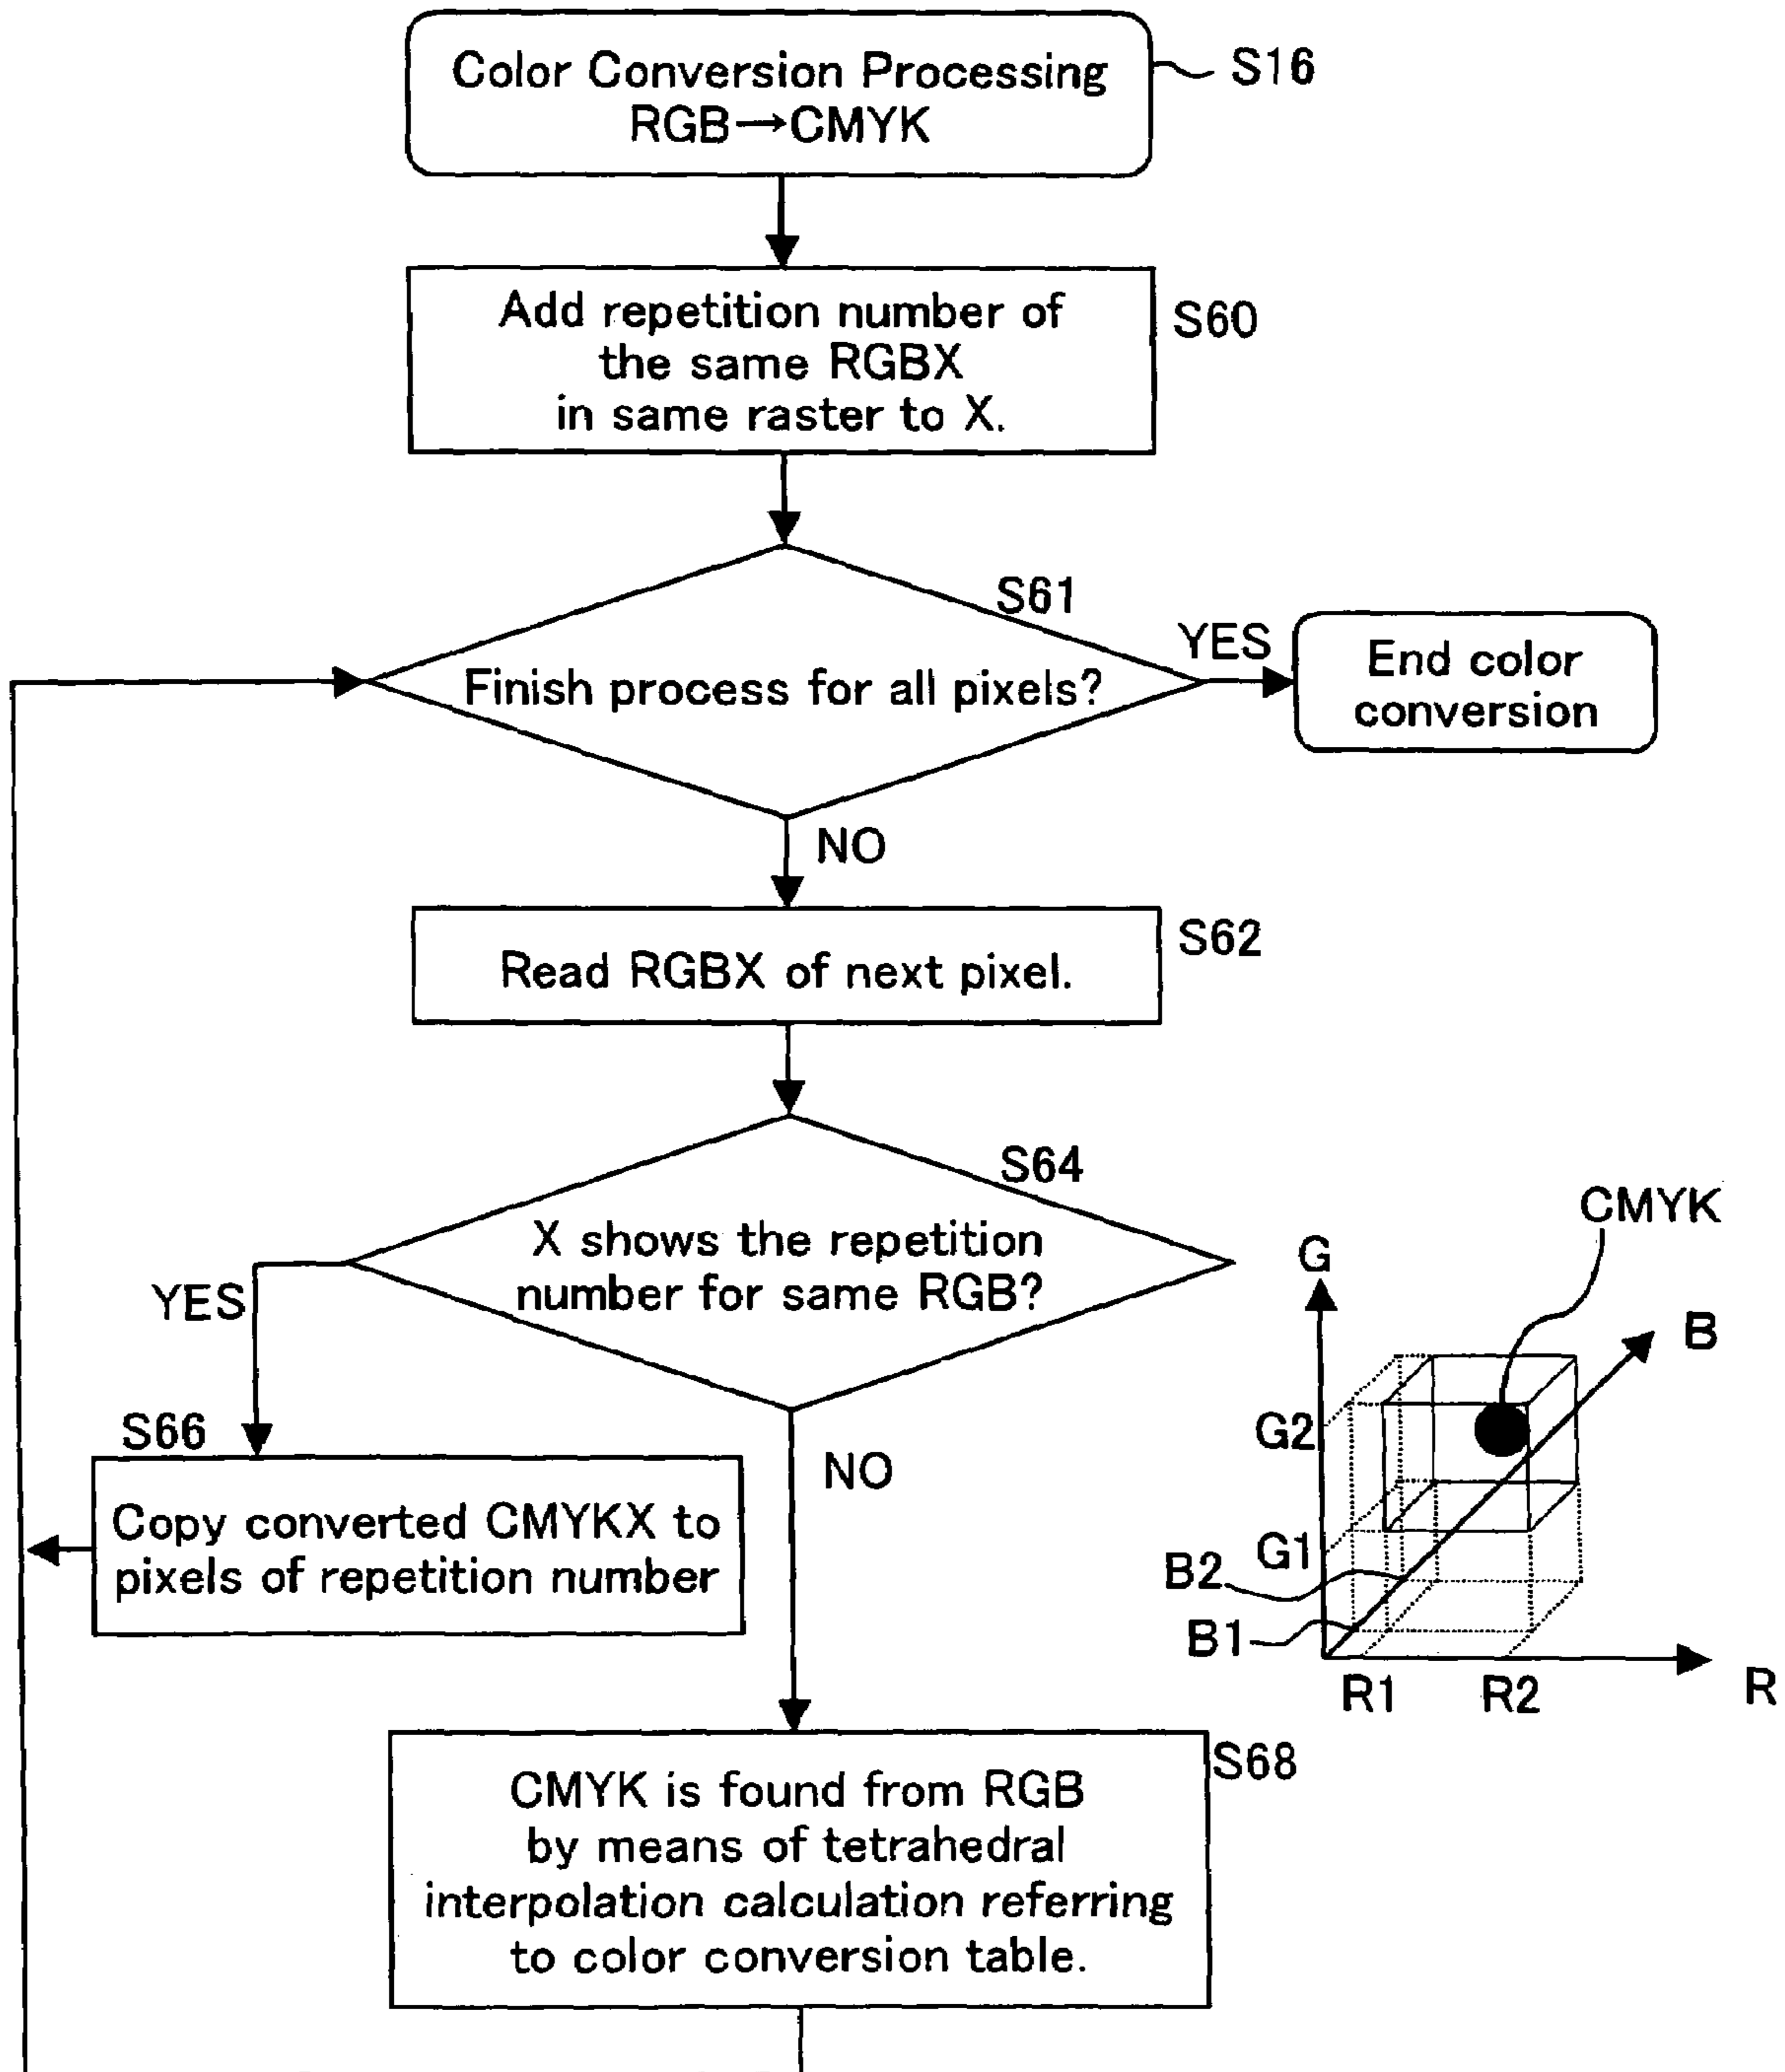 Color Conversion Processing
RGB→CMYK
S16
Add repetition number of
the same RGBX
in same raster to X.
S60
S61
Finish process for all pixels?
YES
End color
conversion
NO
Read RGBX of next pixel.
S62
S64
X shows the repetition
number for same RGB?
YES
NO
S66
Copy converted CMYKX to
pixels of repetition number
CMYK
G
B
G2
G1
B2
B1
R1
R2
R
S68
CMYK is found from RGB
by means of tetrahedral
interpolation calculation referring
to color conversion table.